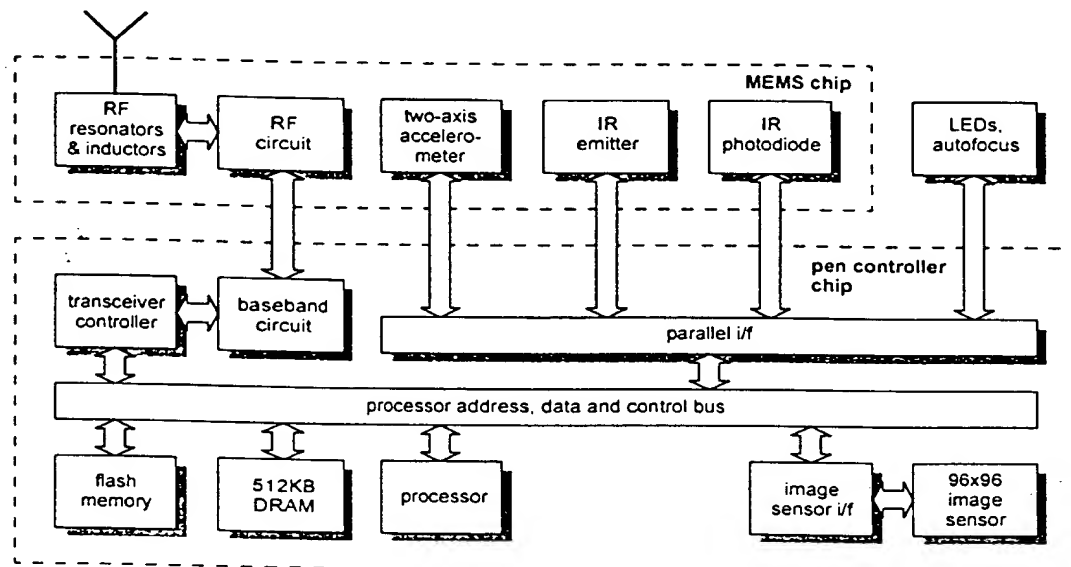 MEMS chip
RF
resonators
& inductors
RF
circuit
two-axis
accelero-
meter
IR
emitter
IR
photodiode
LEDs,
autofocus
pen controller
chip
transceiver
controller
baseband
circuit
parallel i/f
processor address, data and control bus
flash
memory
512KB
DRAM
processor
image
sensor i/f
96x96
image
sensor